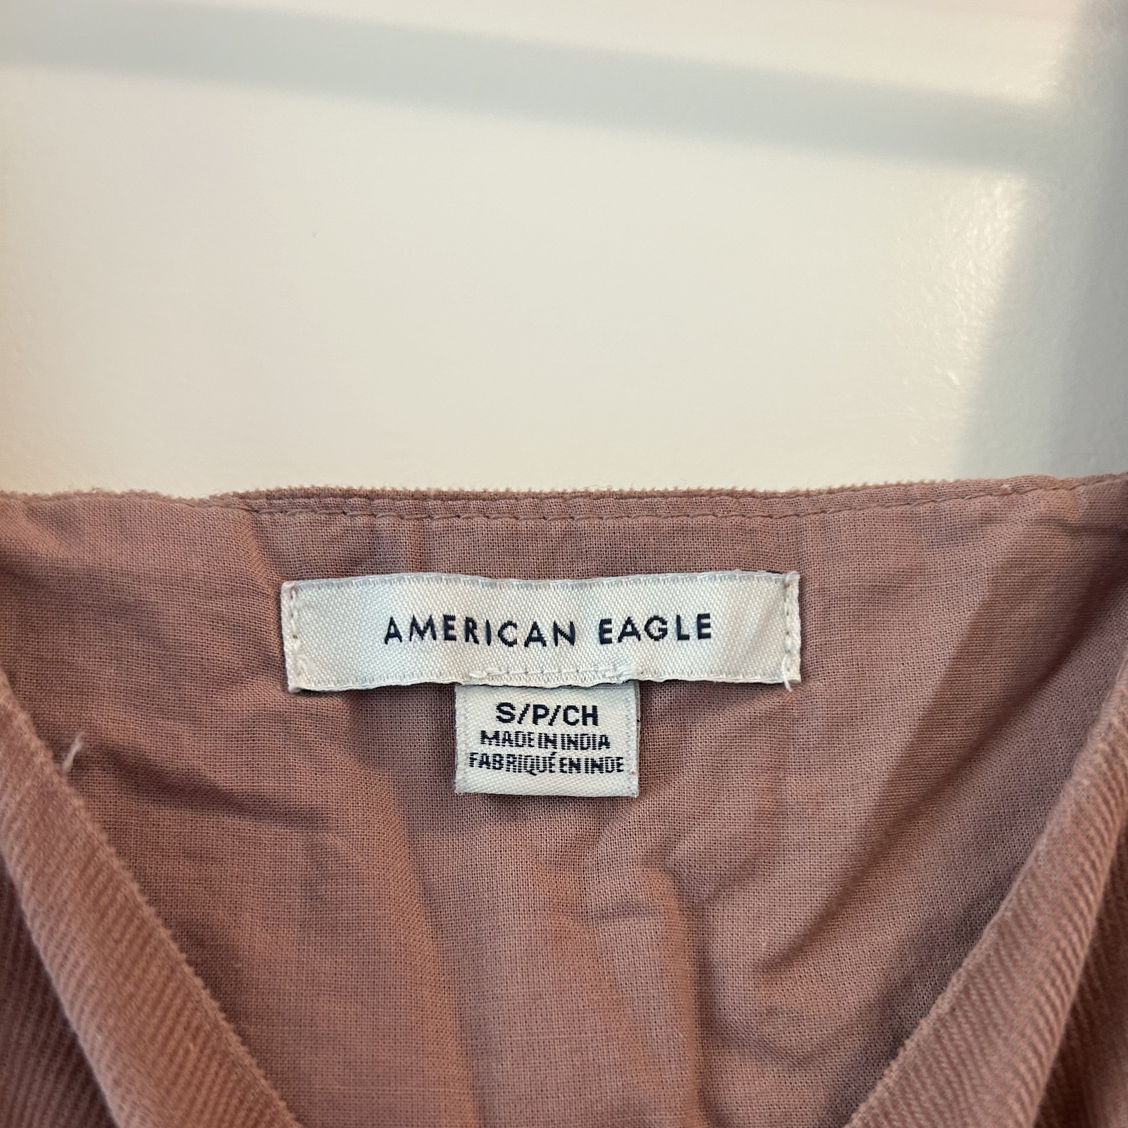 AMERICAN EAGLE
S/P/CH
MADE IN INDIA
FABRIQUÉ EN INDE